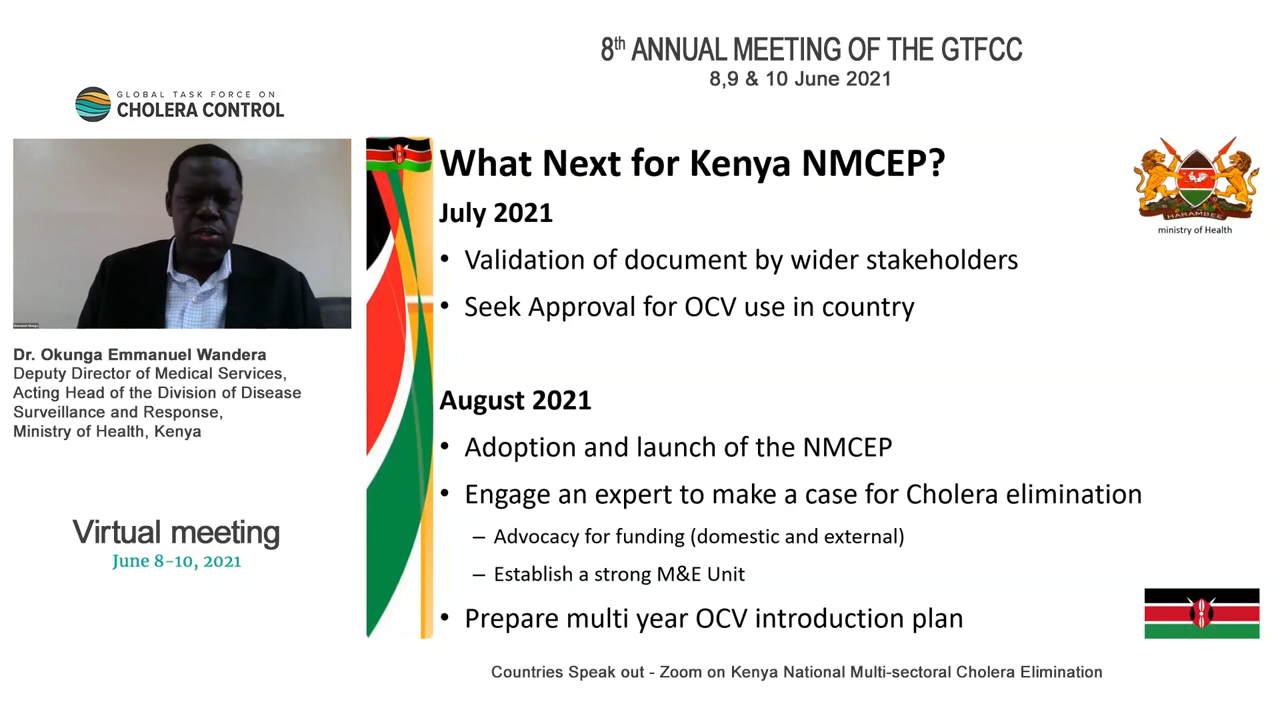 8th ANNUAL MEETING OF THE GTFCC
8,9 & 10 June 2021
GLOBAL TASK FORCE ON
CHOLERA CONTROL
Dr. Okunga Emmanuel Wandera
Deputy Director of Medical Services,
Acting Head of the Division of Disease
Surveillance and Response,
Ministry of Health, Kenya
Virtual meeting
June 8-10, 2021
What Next for Kenya NMCEP?
July 2021
• Validation of document by wider stakeholders
• Seek Approval for OCV use in country
August 2021
• Adoption and launch of the NMCEP
• Engage an expert to make a case for Cholera elimination
– Advocacy for funding (domestic and external)
– Establish a strong M&E Unit
• Prepare multi year OCV introduction plan
HARAMBEE
ministry of Health
Countries Speak out - Zoom on Kenya National Multi-sectoral Cholera Elimination